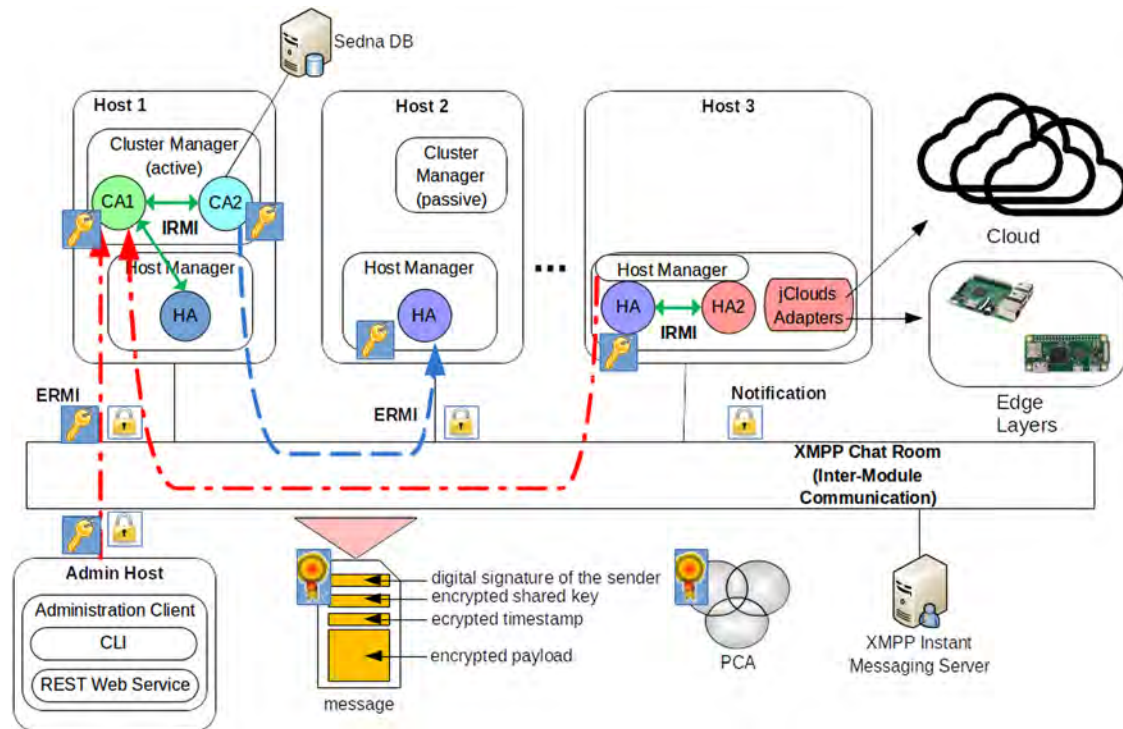 Sedna DB
Host 1
Cluster Manager
(active)
CA1
CA2
IRMI
Host Manager
HA
Host 2
Cluster
Manager
(passive)
Host Manager
HA
...
Host 3
Host Manager
HA
HA2
IRMI
jClouds
Adapters
Cloud
Edge
Layers
ERMI
ERMI
Notification
XMPP Chat Room
(Inter-Module
Communication)
Admin Host
Administration Client
CLI
REST Web Service
digital signature of the sender
encrypted shared key
ecrypted timestamp
encrypted payload
message
PCA
XMPP Instant
Messaging Server